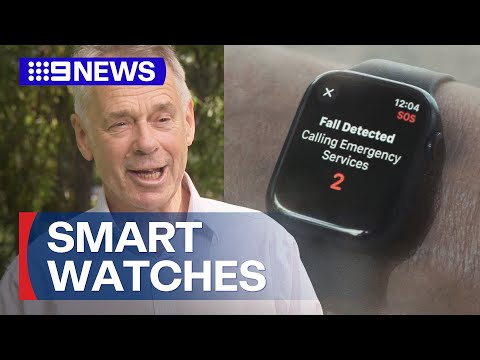 9NEWS
12:04
SOS
Fall Detected
Calling Emergency
Services
2
SMART
WATCHES